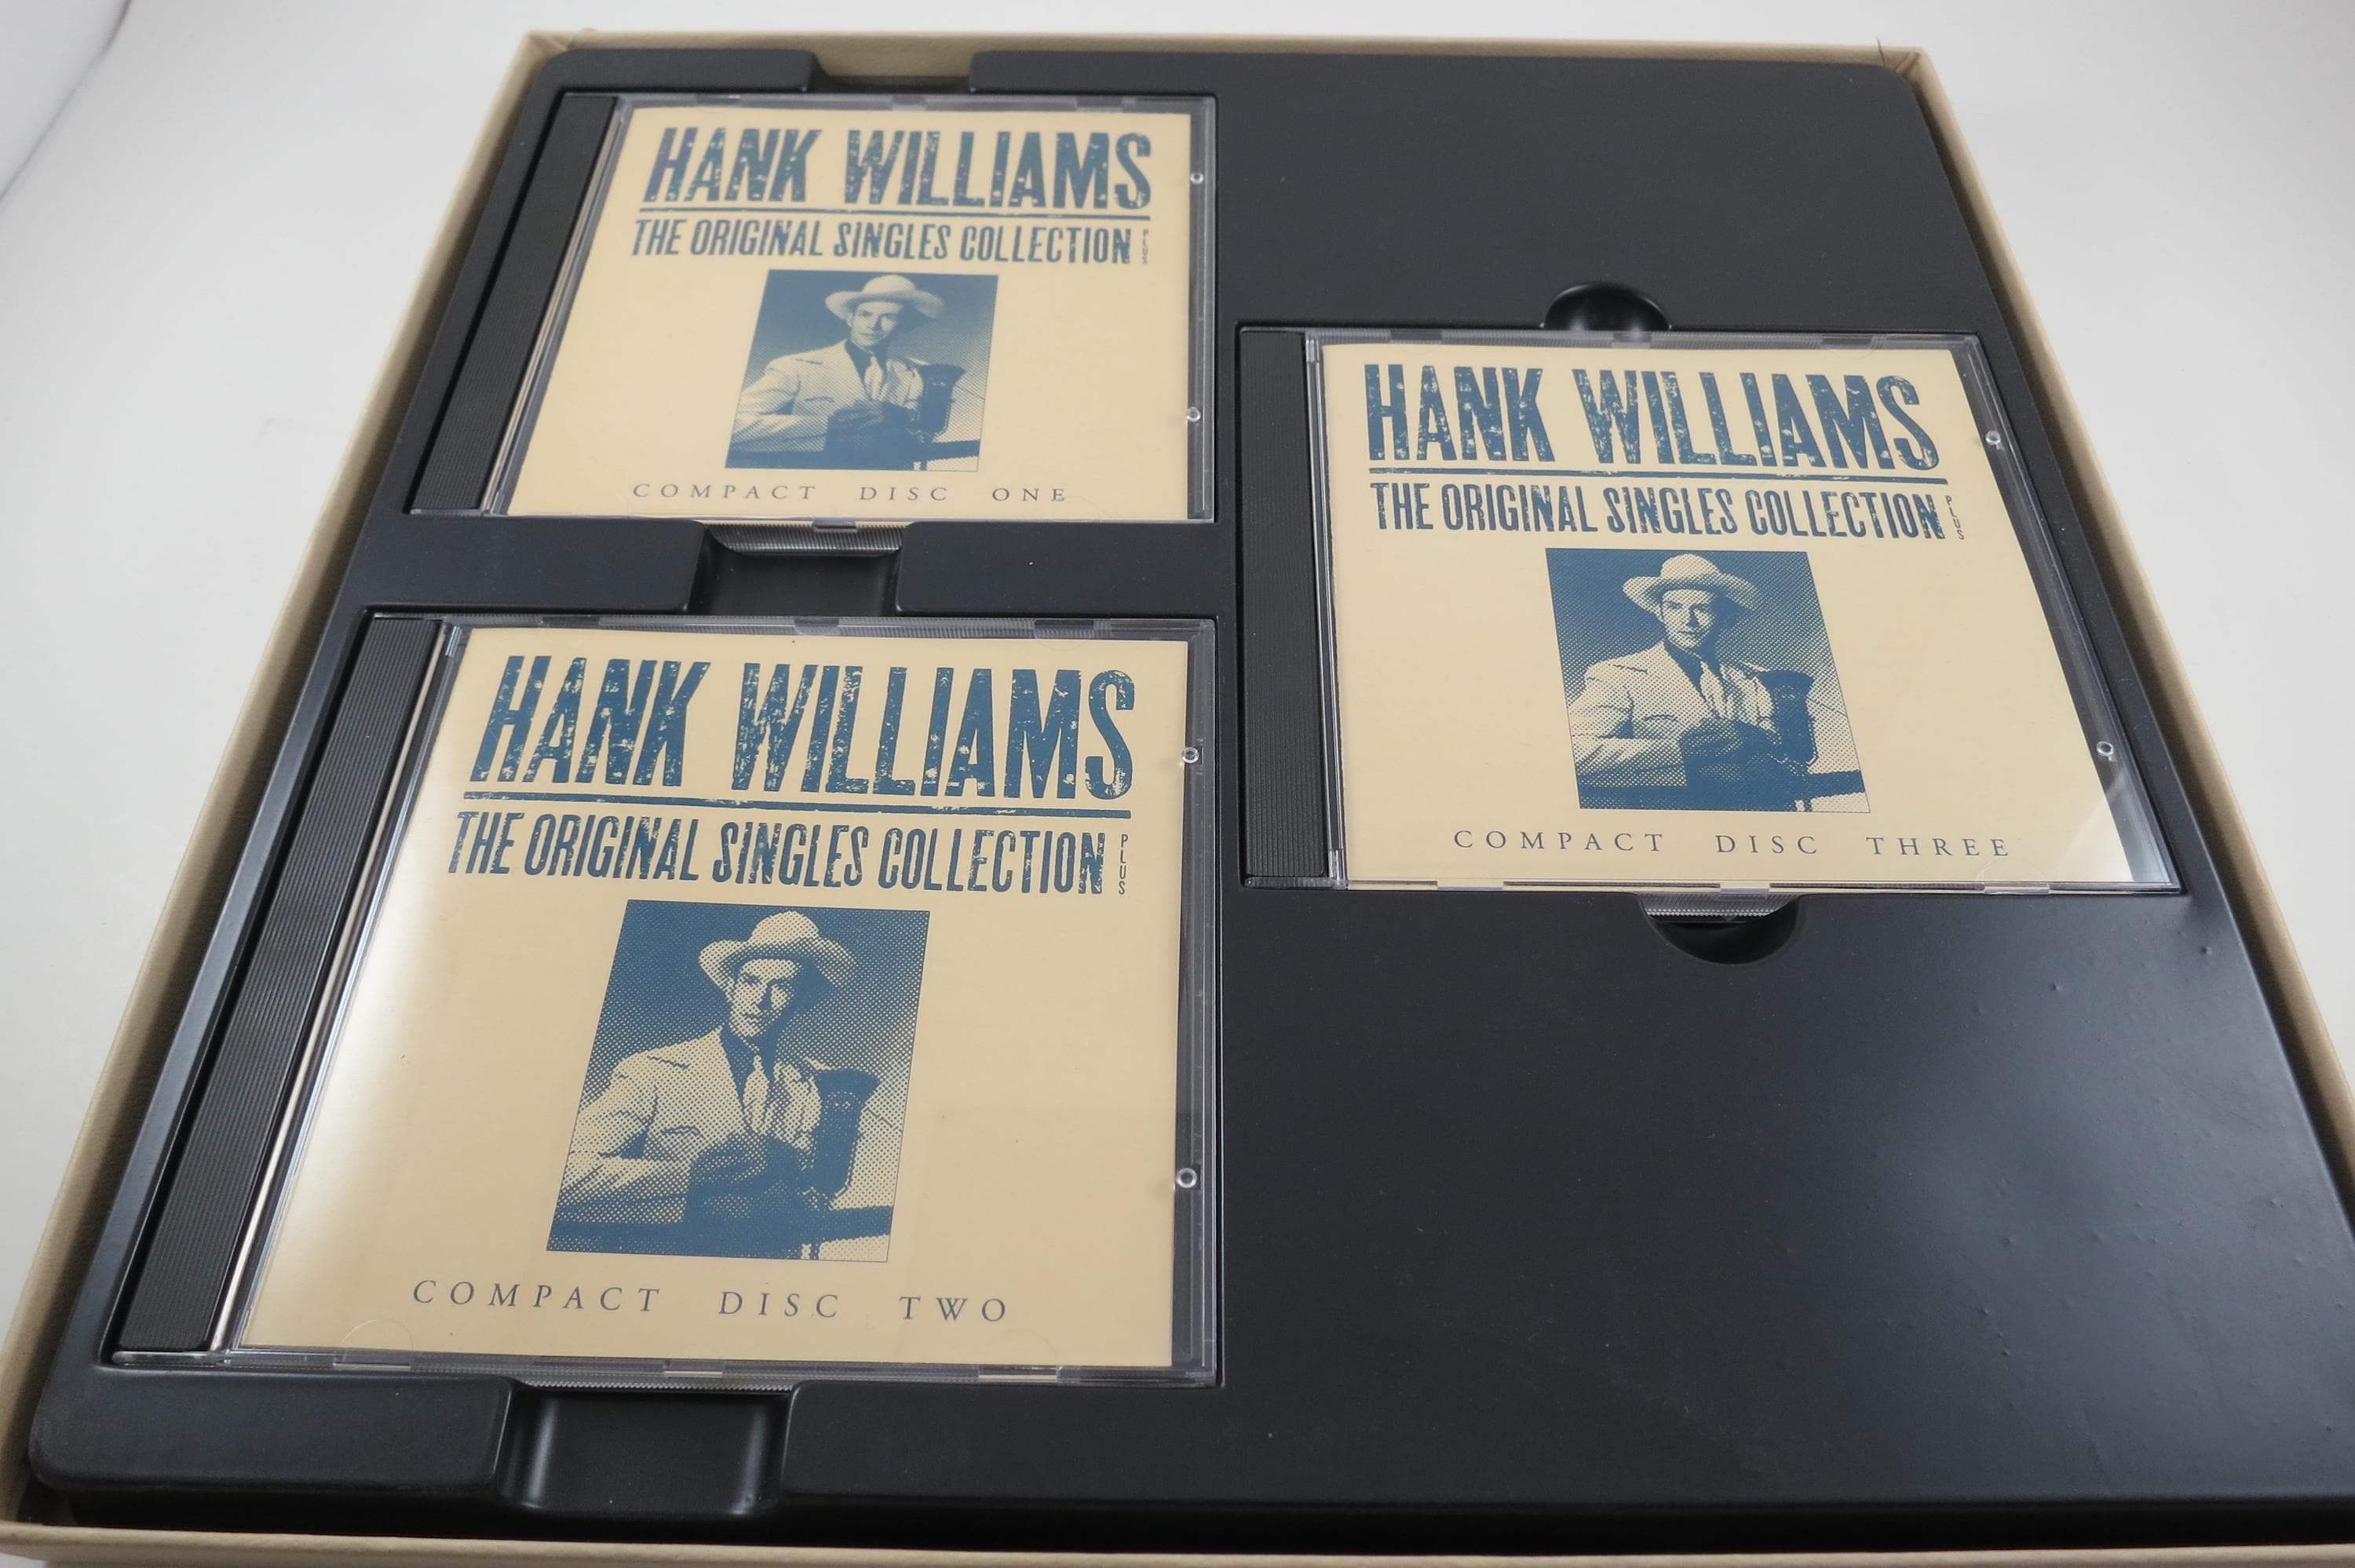 HANK WILLIAMS
THE ORIGINAL SINGLES COLLECTION PLUS
COMPACT DISC ONE
HANK WILLIAMS
THE ORIGINAL SINGLES COLLECTION PLUS
COMPACT DISC TWO
HANK WILLIAMS
THE ORIGINAL SINGLES COLLECTION PLUS
COMPACT DISC THREE